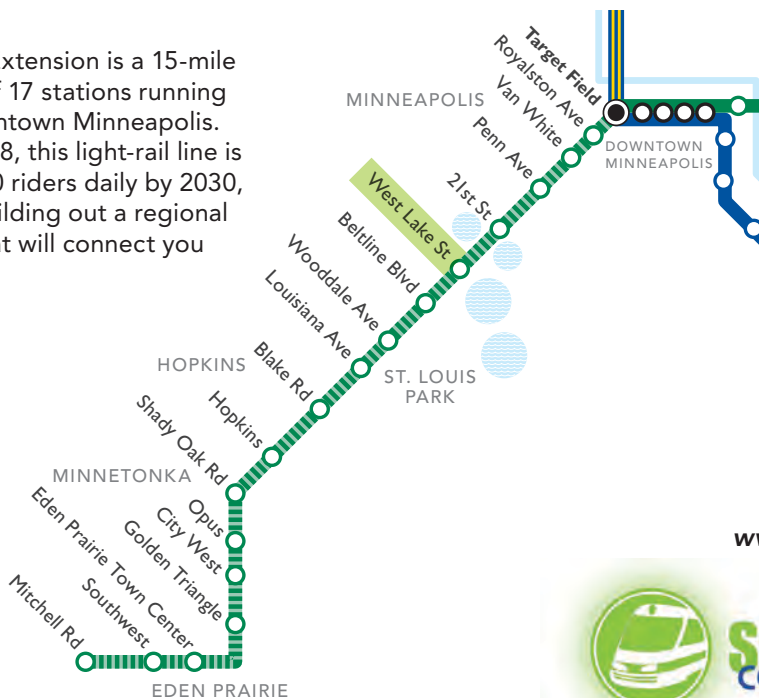 xtension is a 15-mile
17 stations running
ntown Minneapolis.
8, this light-rail line is
0 riders daily by 2030,
ilding out a regional
t will connect you
MINNEAPOLIS
Target Field
Royalston Ave
Van White
Penn Ave
21st St
West Lake St
Beltline Blvd
Wooddale Ave
Louisiana Ave
Blake Rd
Hopkins
Shady Oak Rd
Opus
City West
Golden Triangle
Eden Prairie Town Center
Southwest
Mitchell Rd
DOWNTOWN
MINNEAPOLIS
HOPKINS
ST. LOUIS
PARK
MINNETONKA
EDEN PRAIRIE